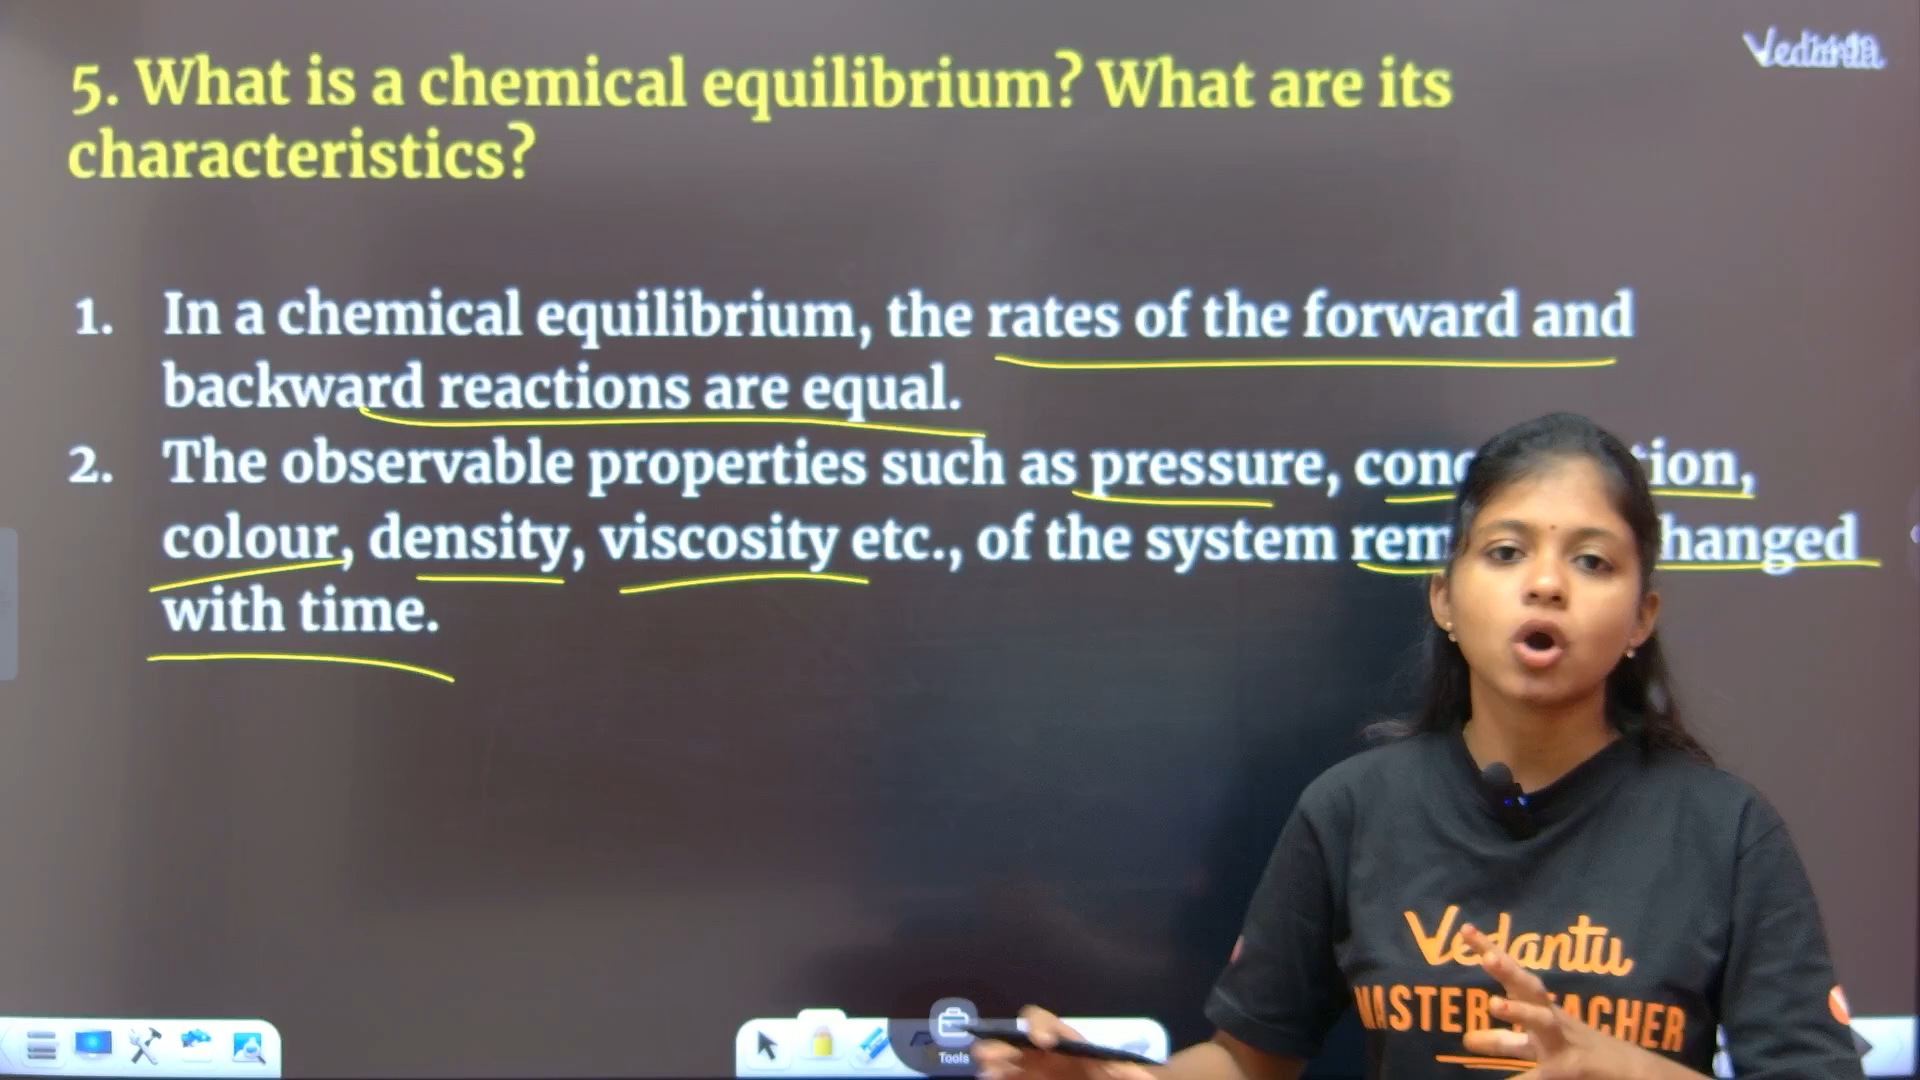 5. What is a chemical equilibrium? What are its
characteristics?
1. In a chemical equilibrium, the rates of the forward and
backward reactions are equal.
2. The observable properties such as pressure,
colour, density, viscosity etc., of the system
with time.
Tools
Vedantu
MASTER TEACHER